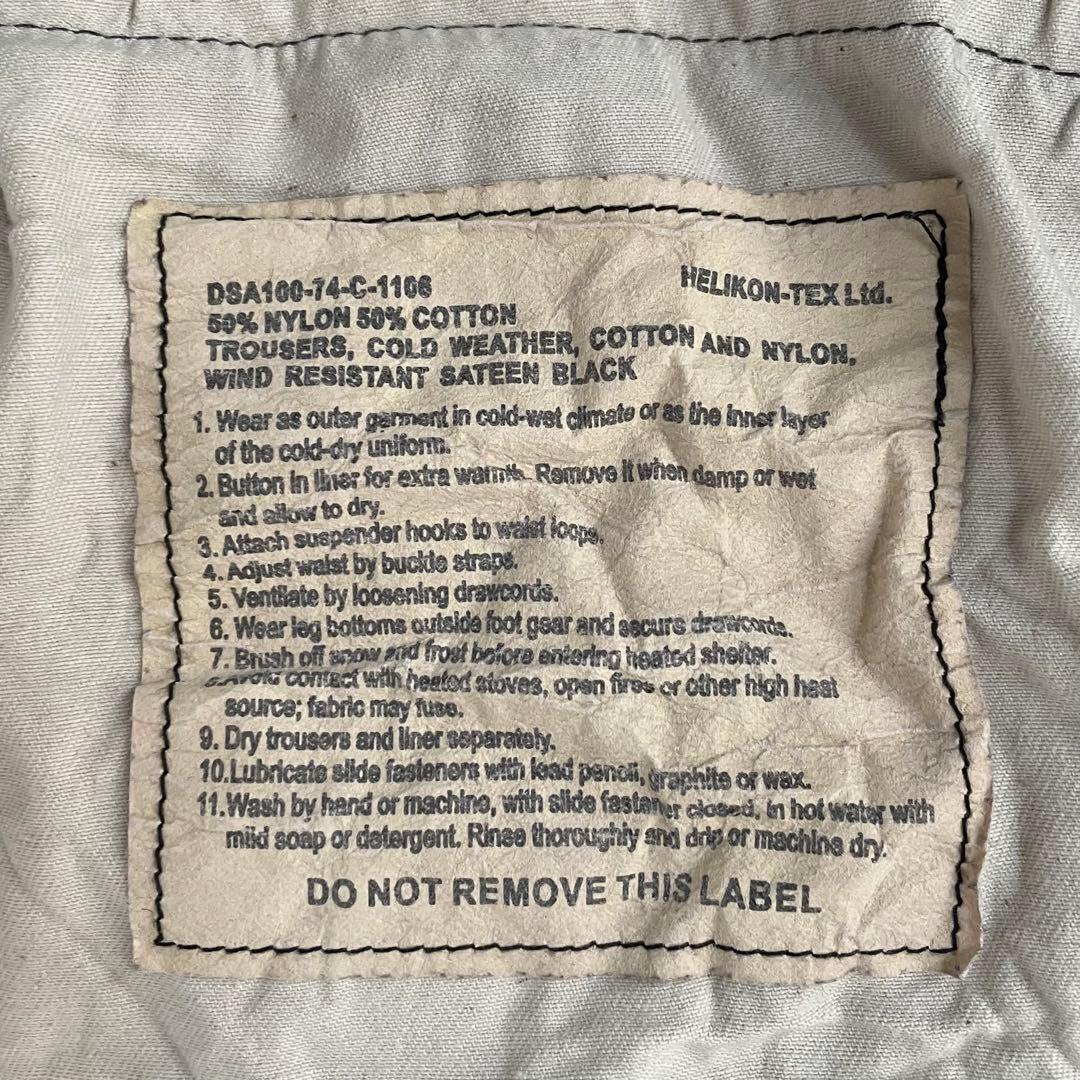 DSA100-74-C-1106
HELIKON-TEX Ltd.
50% NYLON 50% COTTON
TROUSERS, COLD WEATHER, COTTON AND NYLON,
WIND RESISTANT SATEEN BLACK
1. Wear as outer garment in cold-wet climate or as the inner layer
of the cold-dry uniform.
2. Button in liner for extra warmth. Remove it when damp or wet
and allow to dry.
3. Attach suspender hooks to waist loops.
4. Adjust waist by buckle straps.
5. Ventilate by loosening drawcords.
6. Wear leg bottoms outside foot gear and secure drawcords.
7. Brush off snow and frost before entering heated shelter.
8. Avoid contact with heated stoves, open fires or other high heat
source; fabric may fuse.
9. Dry trousers and liner separately.
10.Lubricate slide fasteners with lead pencil, graphite or wax.
11.Wash by hand or machine, with slide fastener closed, in hot water with
mild soap or detergent. Rinse thoroughly and drip or machine dry.
DO NOT REMOVE THIS LABEL